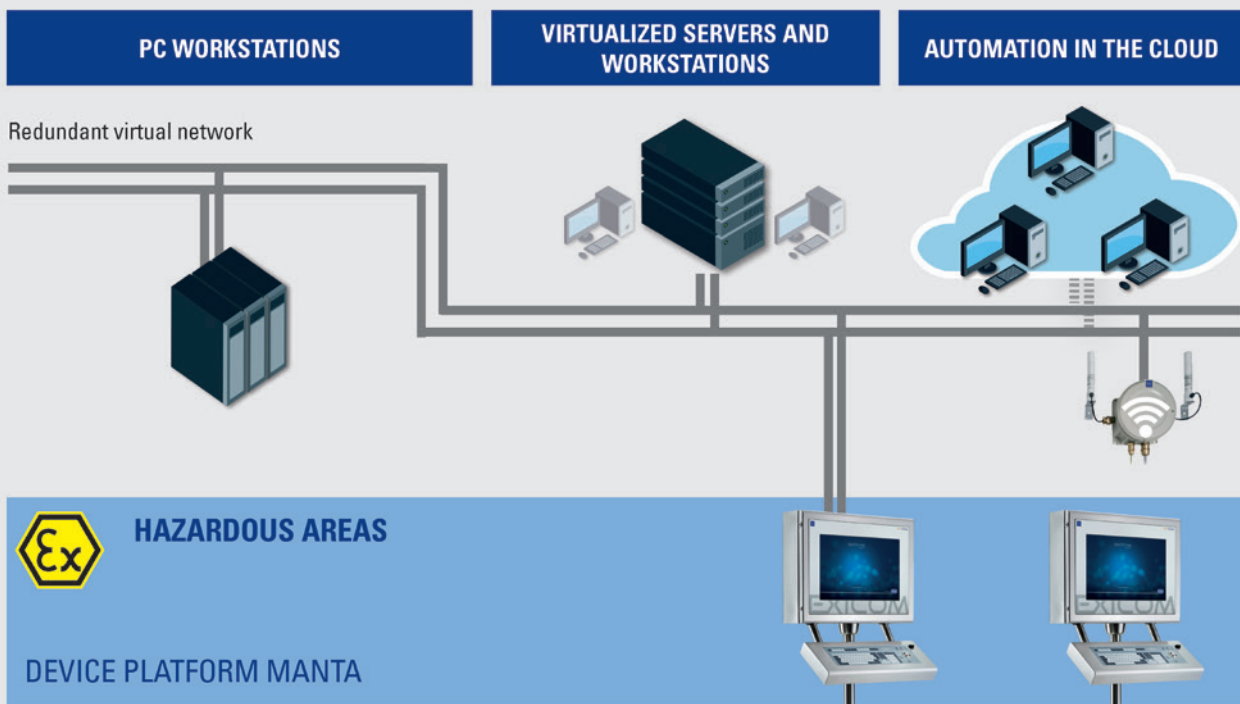 PC WORKSTATIONS
VIRTUALIZED SERVERS AND
WORKSTATIONS
AUTOMATION IN THE CLOUD
Redundant virtual network
Ex
HAZARDOUS AREAS
EXICOM
EXICOM
DEVICE PLATFORM MANTA